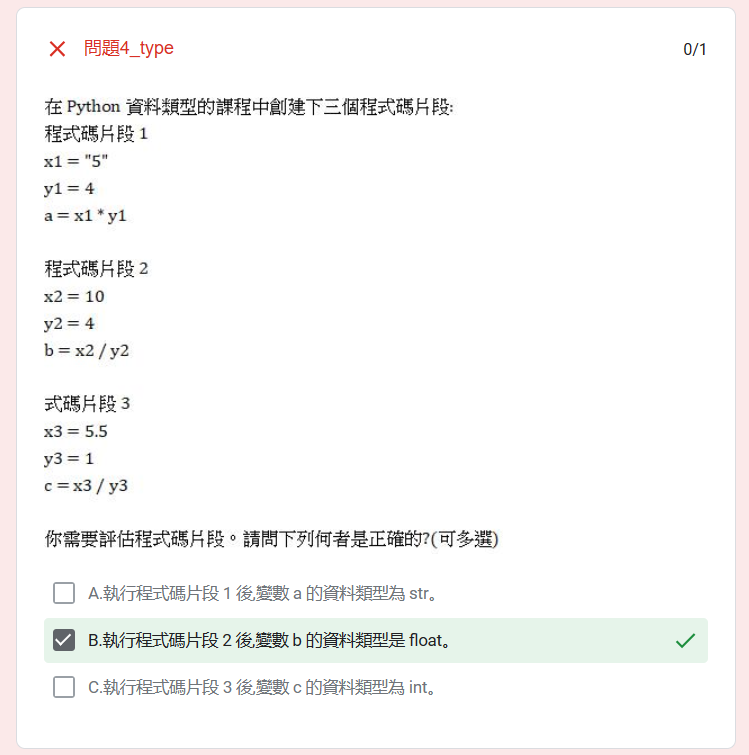 問題4_type
0/1
在 Python 資料類型的課程中創建下三個程式碼片段:
程式碼片段 1
x1 = "5"
y1 = 4
a = x1 * y1
程式碼片段 2
x2 = 10
y2 = 4
b = x2 / y2
式碼片段 3
x3 = 5.5
y3 = 1
c = x3 / y3
你需要評估程式碼片段。請問下列何者是正確的?(可多選)
A.執行程式碼片段 1 後,變數 a 的資料類型為 str。
B.執行程式碼片段 2 後,變數 b 的資料類型是 float。
C.執行程式碼片段 3 後,變數 c 的資料類型為 int。